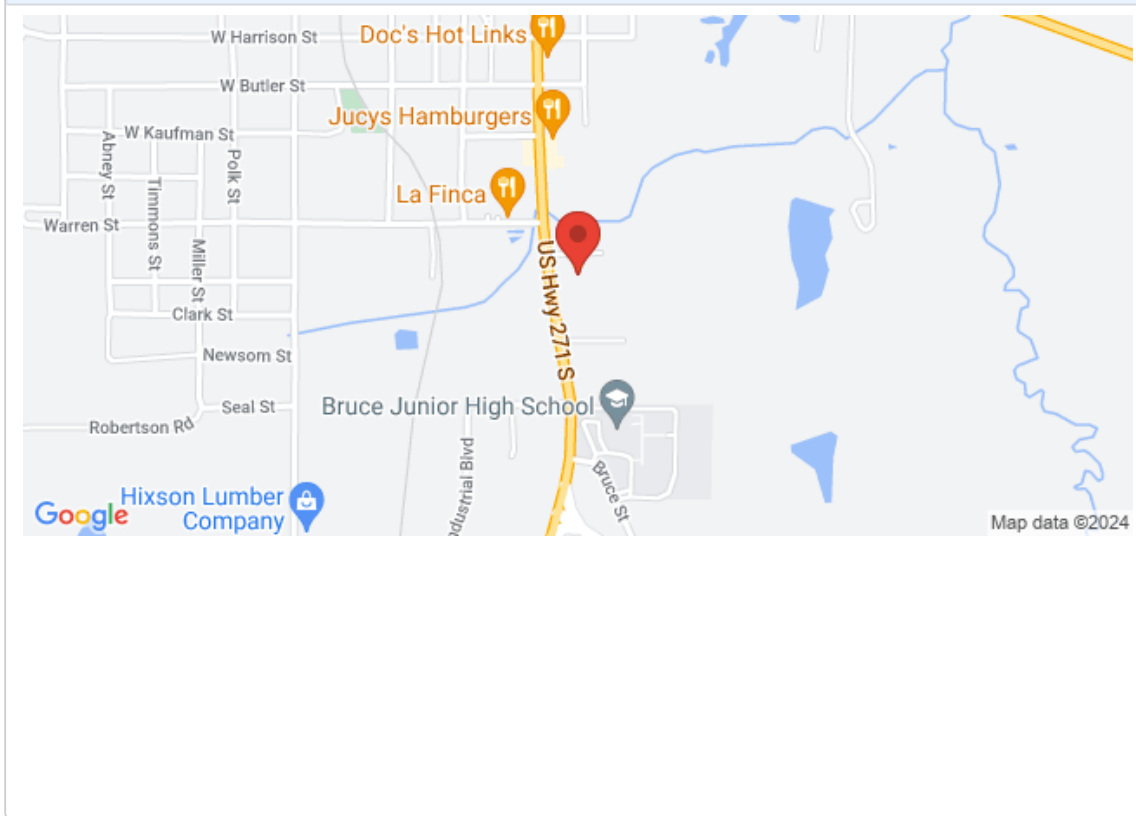 W Harrison St
Doc's Hot Links
W Butler St
Jucys Hamburgers
W Kaufman St
Abney St
Timmons St
Polk St
La Finca
Warren St
Miller St
US Hwy 271 S
Clark St
Newsom St
Seal St
Bruce Junior High School
Robertson Rd
ndustrial Blvd
Bruce St
Hixson Lumber
Company
Google
Map data ©2024